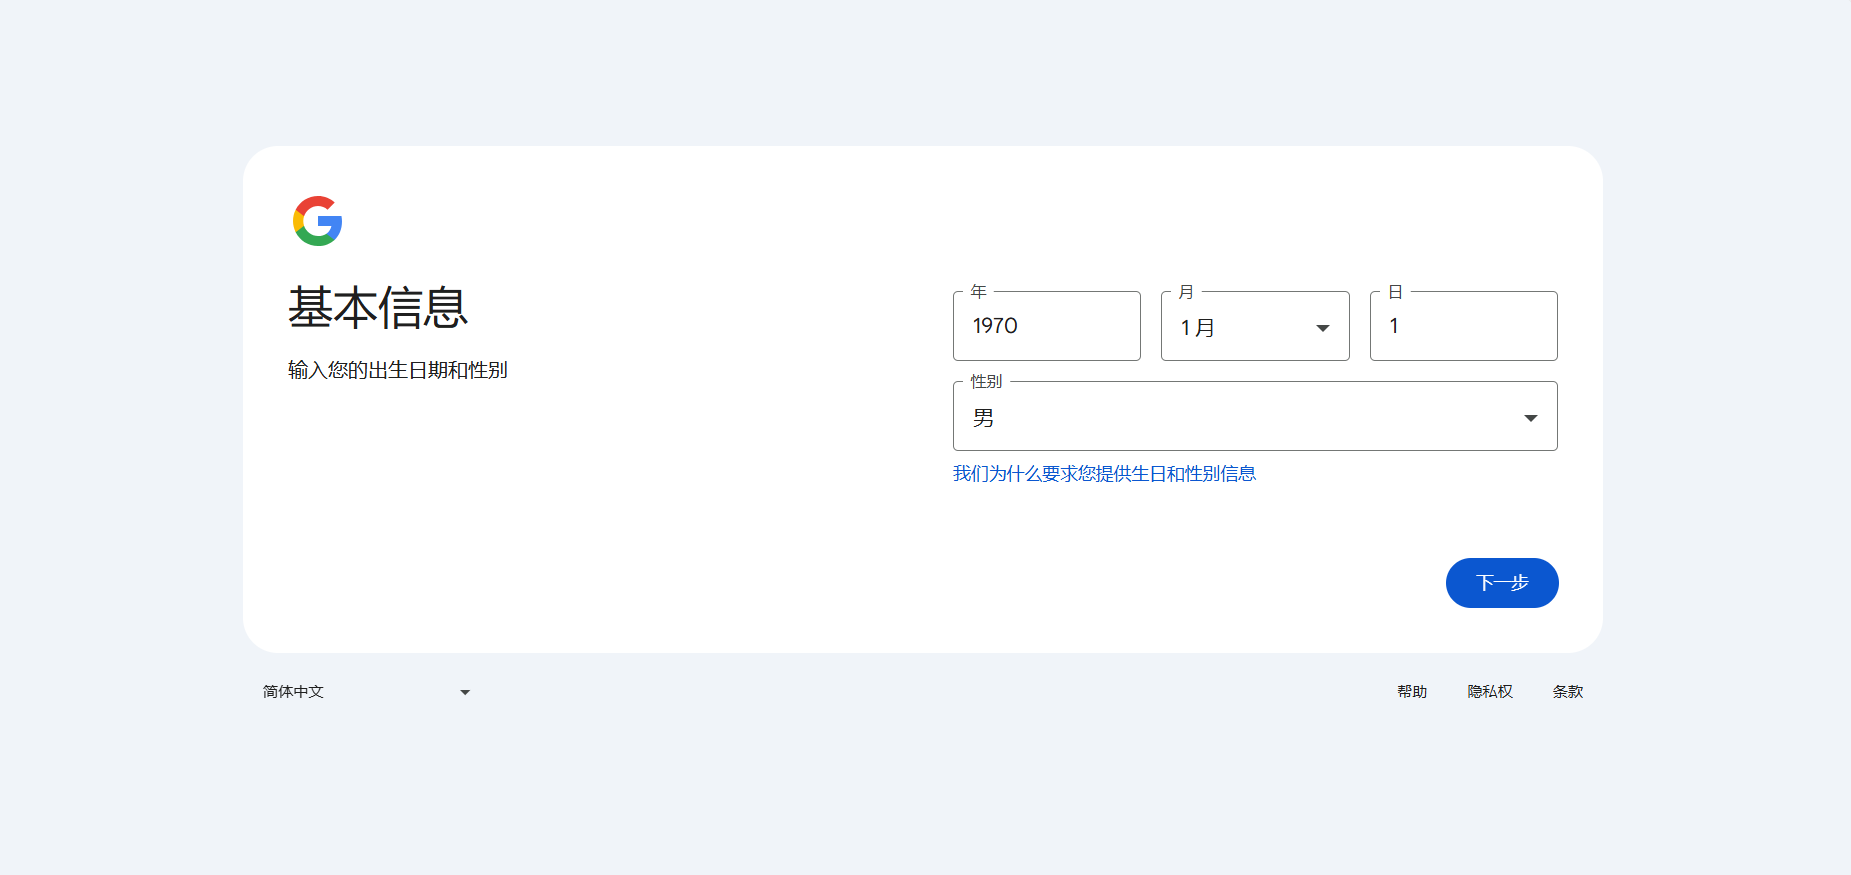 基本信息
输入您的出生日期和性别
年
1970
月
1 月
日
1
性别
男
我们为什么要求您提供生日和性别信息
下一步
简体中文
帮助
隐私权
条款